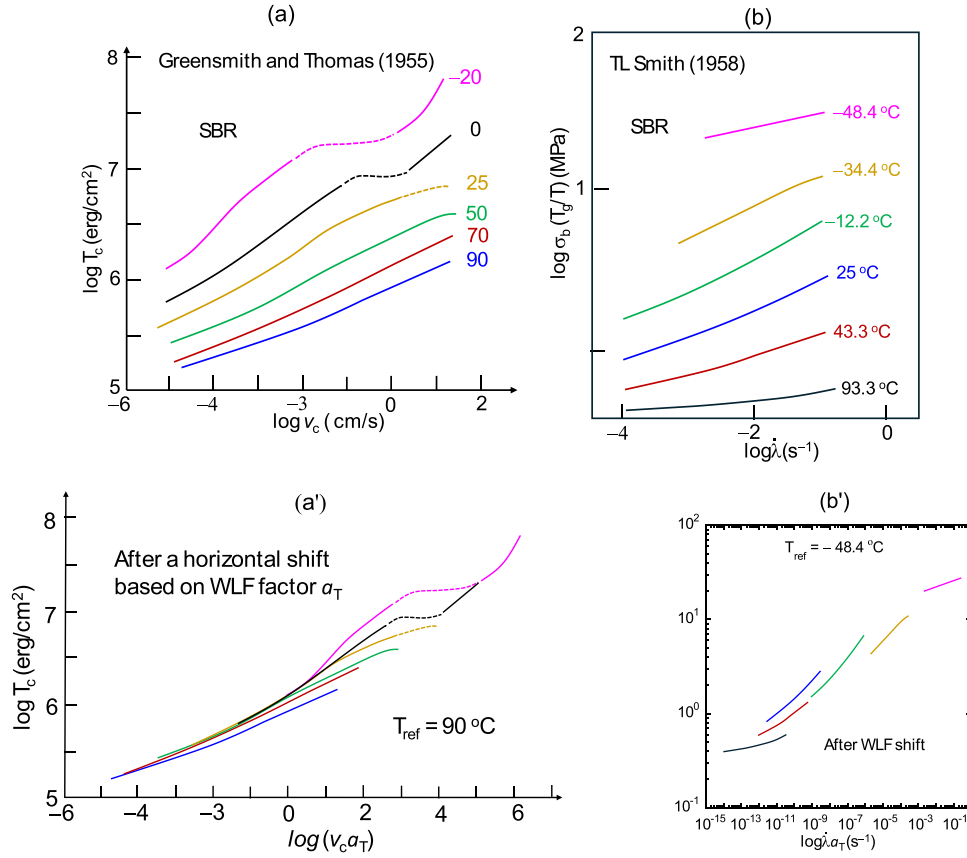 (a)
Greensmith and Thomas (1955)
SBR
−20
0
25
50
70
90
8
7
6
5
log T_c (erg/cm²)
−6
−4
−3
0
2
log v_c (cm/s)
(b)
TL Smith (1958)
SBR
−48.4 °C
−34.4 °C
−12.2 °C
25 °C
43.3 °C
93.3 °C
2
1
log σ_b (T_g/T) (MPa)
−4
−2
0
logλ̇(s⁻¹)
(a')
After a horizontal shift
based on WLF factor a_T
T_ref = 90 °C
8
7
6
5
log T_c (erg/cm²)
−6
−4
−2
0
2
4
6
log (v_c a_T)
(b')
T_ref = − 48.4 °C
After WLF shift
10²
10¹
10⁰
10⁻¹
10⁻¹⁵ 10⁻¹³ 10⁻¹¹ 10⁻⁹ 10⁻⁷ 10⁻⁵ 10⁻³ 10⁻¹
logλ̇a_T(s⁻¹)